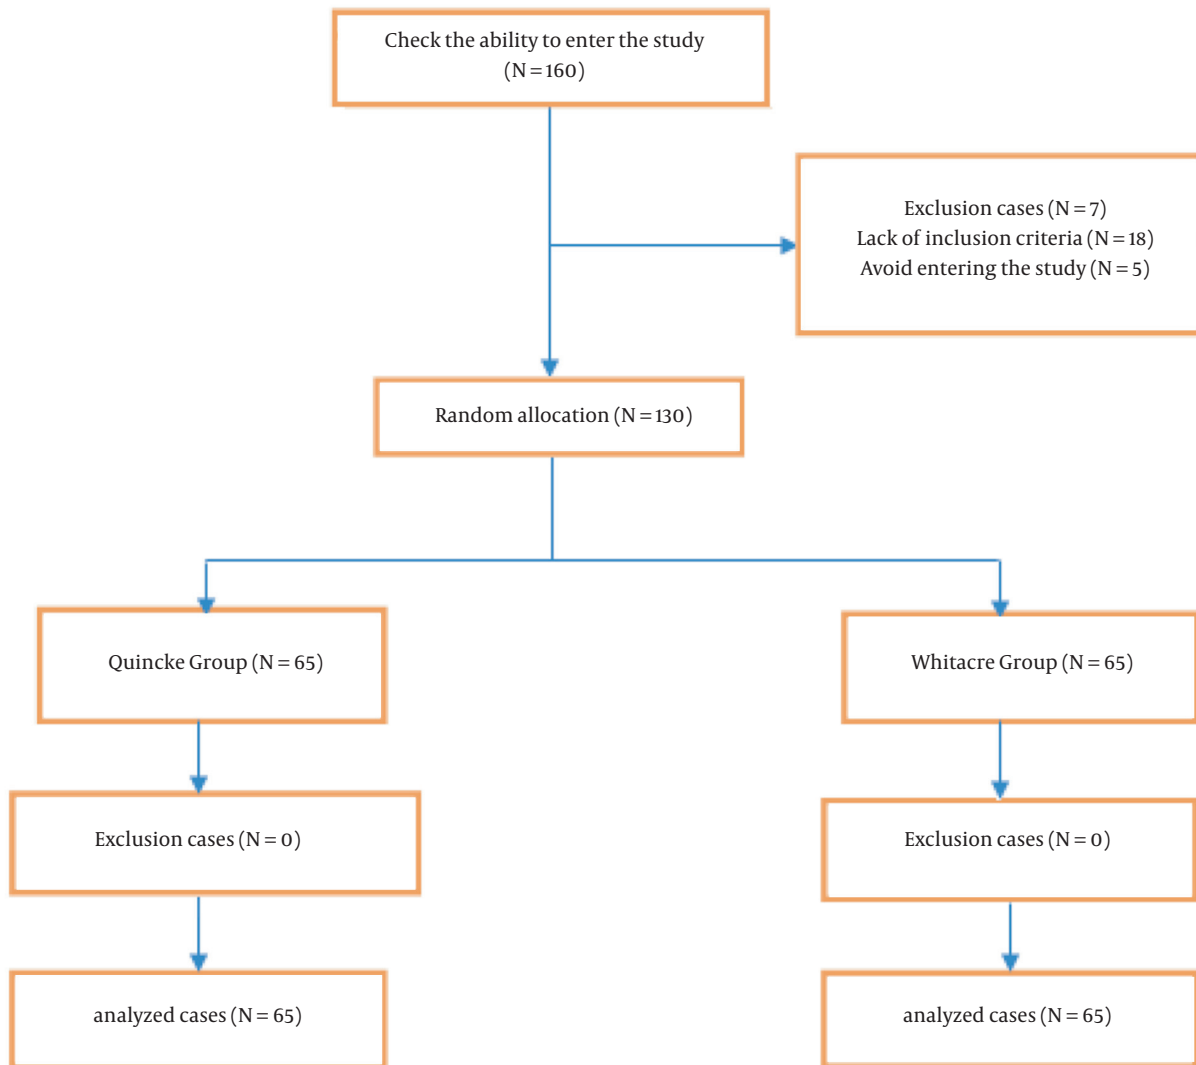 Check the ability to enter the study
(N = 160)
Exclusion cases (N = 7)
Lack of inclusion criteria (N = 18)
Avoid entering the study (N = 5)
Random allocation (N = 130)
Quincke Group (N = 65)
Whitacre Group (N = 65)
Exclusion cases (N = 0)
Exclusion cases (N = 0)
analyzed cases (N = 65)
analyzed cases (N = 65)